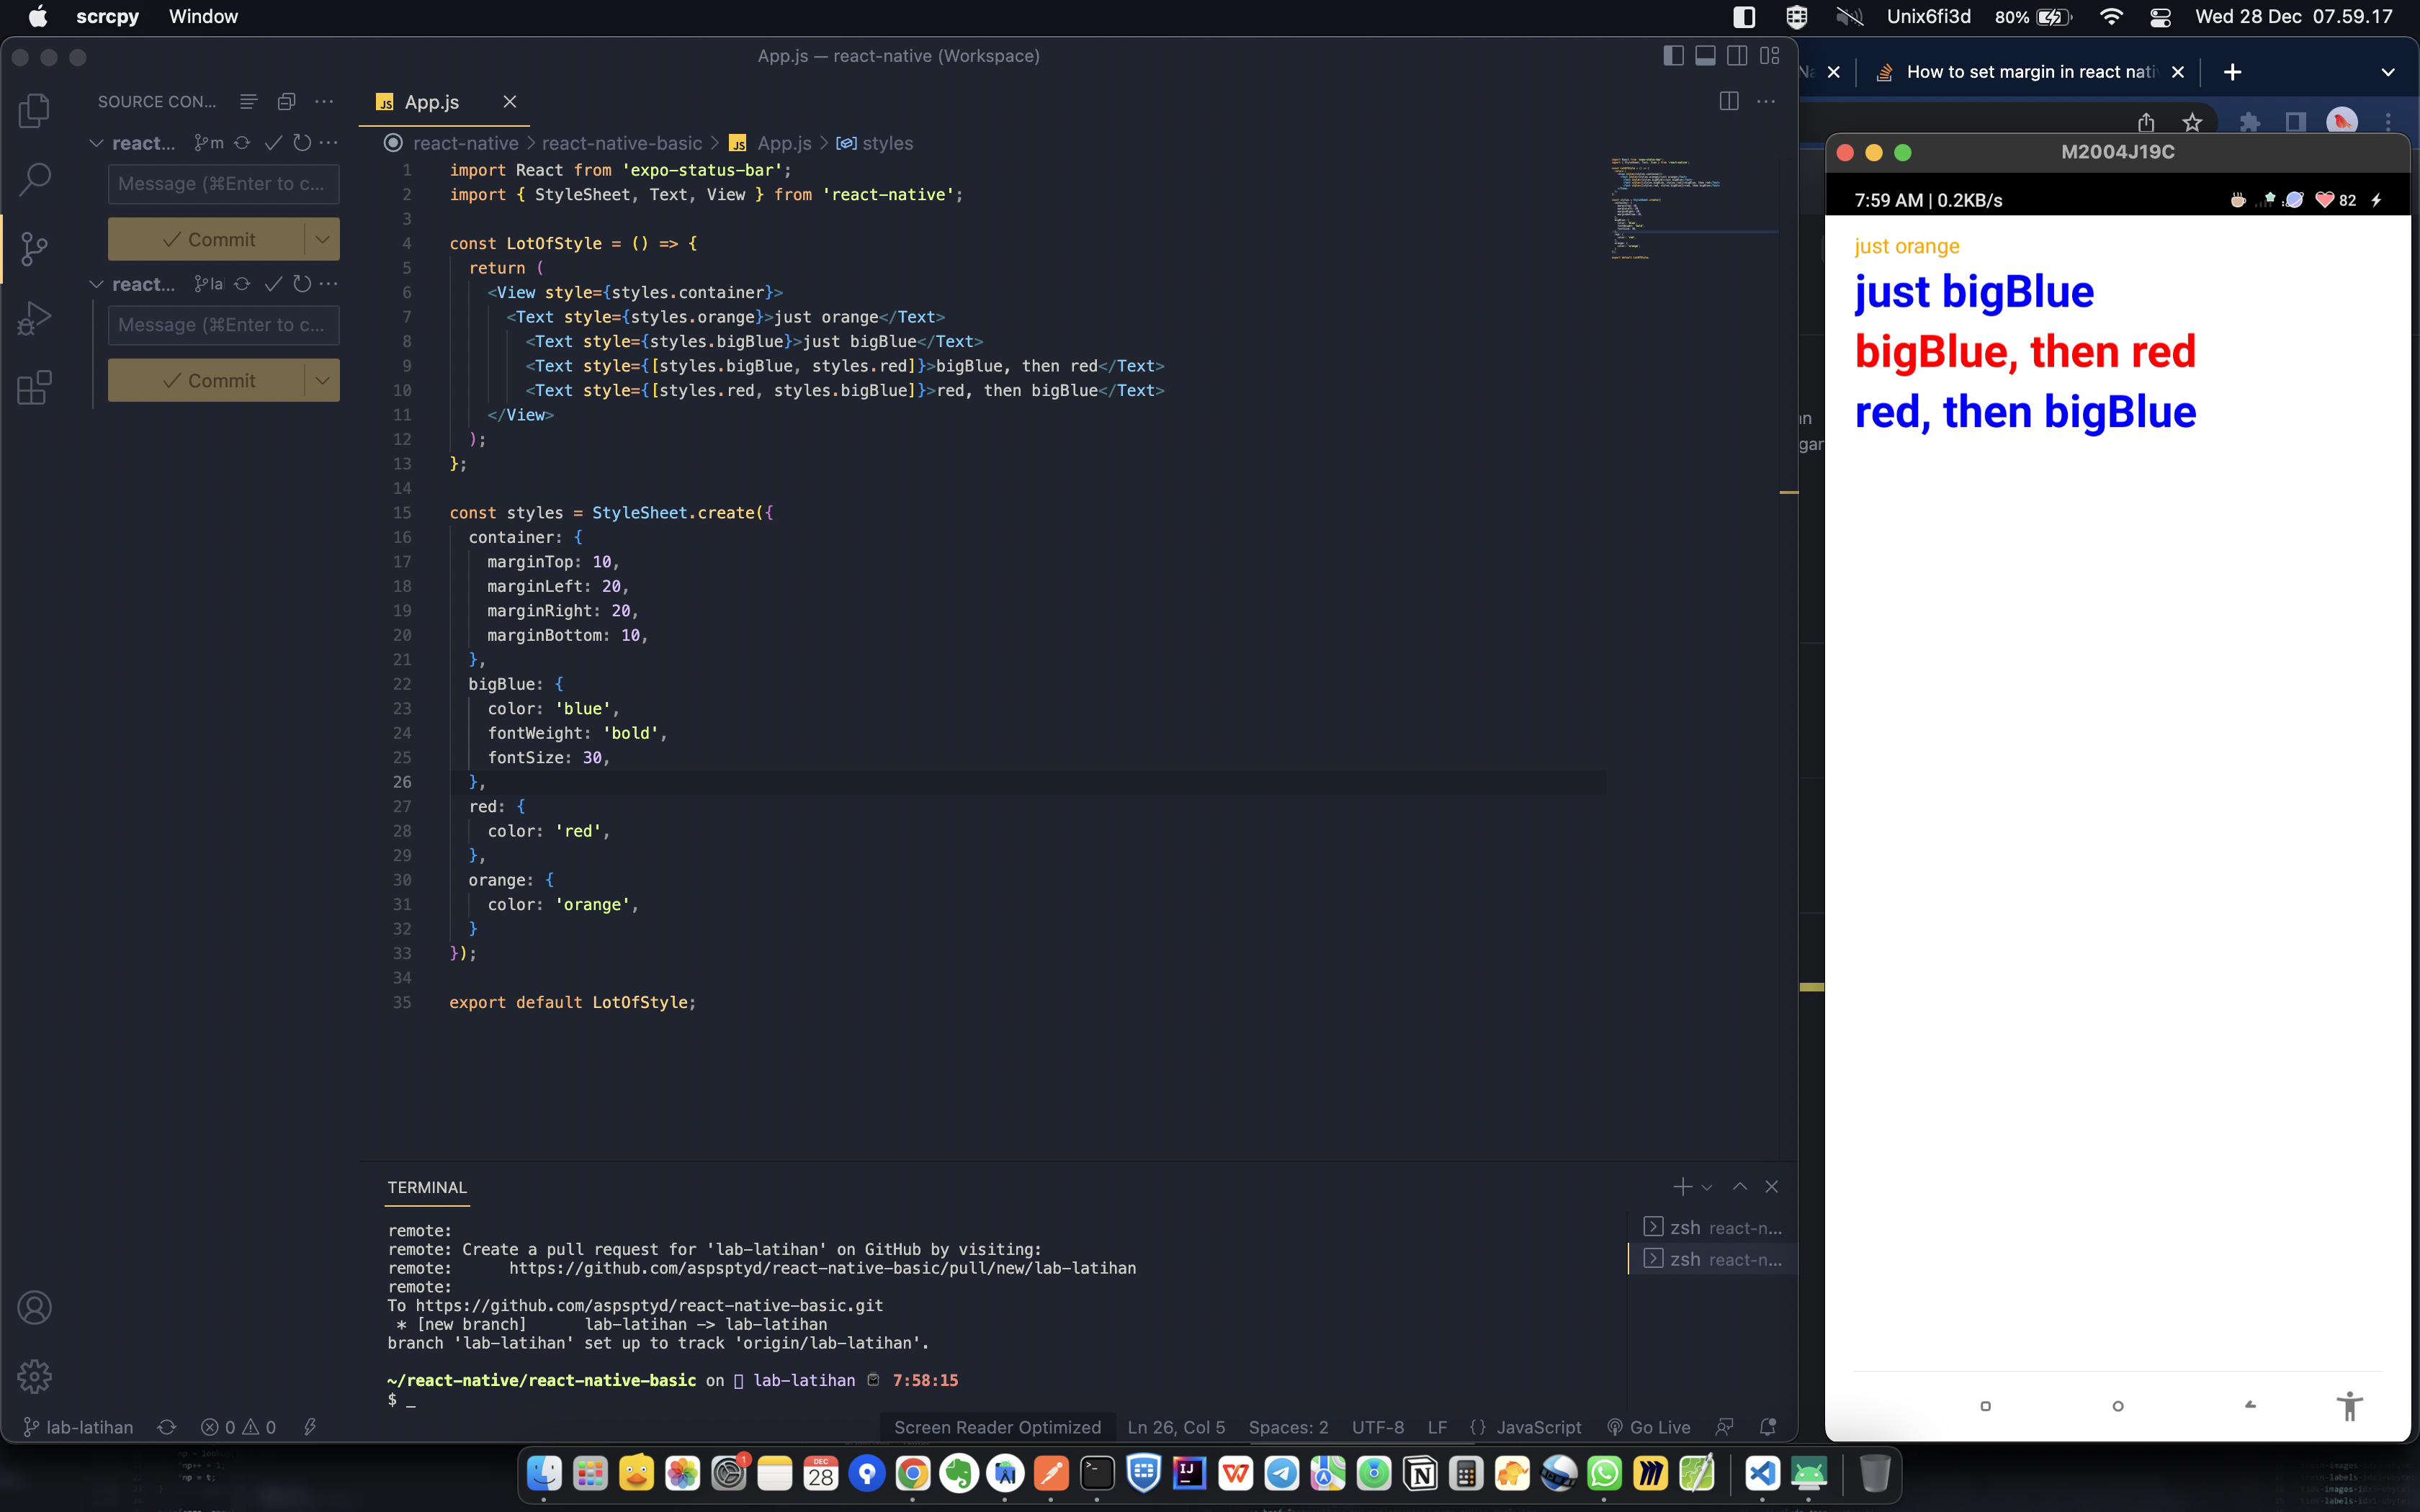 scrcpy Window
Unix6fi3d 80% Wed 28 Dec 07.59.17
App.js — react-native (Workspace)
How to set margin in react nati
SOURCE CON...
App.js
react-native > react-native-basic > App.js > styles
react...
Message (⌘Enter to c...
Commit
react...
Message (⌘Enter to c...
Commit
1 import React from 'expo-status-bar';
2 import { StyleSheet, Text, View } from 'react-native';
3
4 const LotOfStyle = () => {
5 return (
6 <View style={styles.container}>
7 <Text style={styles.orange}>just orange</Text>
8 <Text style={styles.bigBlue}>just bigBlue</Text>
9 <Text style={[styles.bigBlue, styles.red]}>bigBlue, then red</Text>
10 <Text style={[styles.red, styles.bigBlue]}>red, then bigBlue</Text>
11 </View>
12 );
13 };
14
15 const styles = StyleSheet.create({
16 container: {
17 marginTop: 10,
18 marginLeft: 20,
19 marginRight: 20,
20 marginBottom: 10,
21 },
22 bigBlue: {
23 color: 'blue',
24 fontWeight: 'bold',
25 fontSize: 30,
26 },
27 red: {
28 color: 'red',
29 },
30 orange: {
31 color: 'orange',
32 }
33 });
34
35 export default LotOfStyle;
TERMINAL
remote:
remote: Create a pull request for 'lab-latihan' on GitHub by visiting:
remote: https://github.com/aspsptyd/react-native-basic/pull/new/lab-latihan
remote:
To https://github.com/aspsptyd/react-native-basic.git
* [new branch] lab-latihan -> lab-latihan
branch 'lab-latihan' set up to track 'origin/lab-latihan'.
~/react-native/react-native-basic on lab-latihan 7:58:15
$ _
zsh react-n...
zsh react-n...
lab-latihan 0 0
Screen Reader Optimized Ln 26, Col 5 Spaces: 2 UTF-8 LF {} JavaScript Go Live
M2004J19C
7:59 AM | 0.2KB/s
82
just orange
just bigBlue
bigBlue, then red
red, then bigBlue
DEC
28